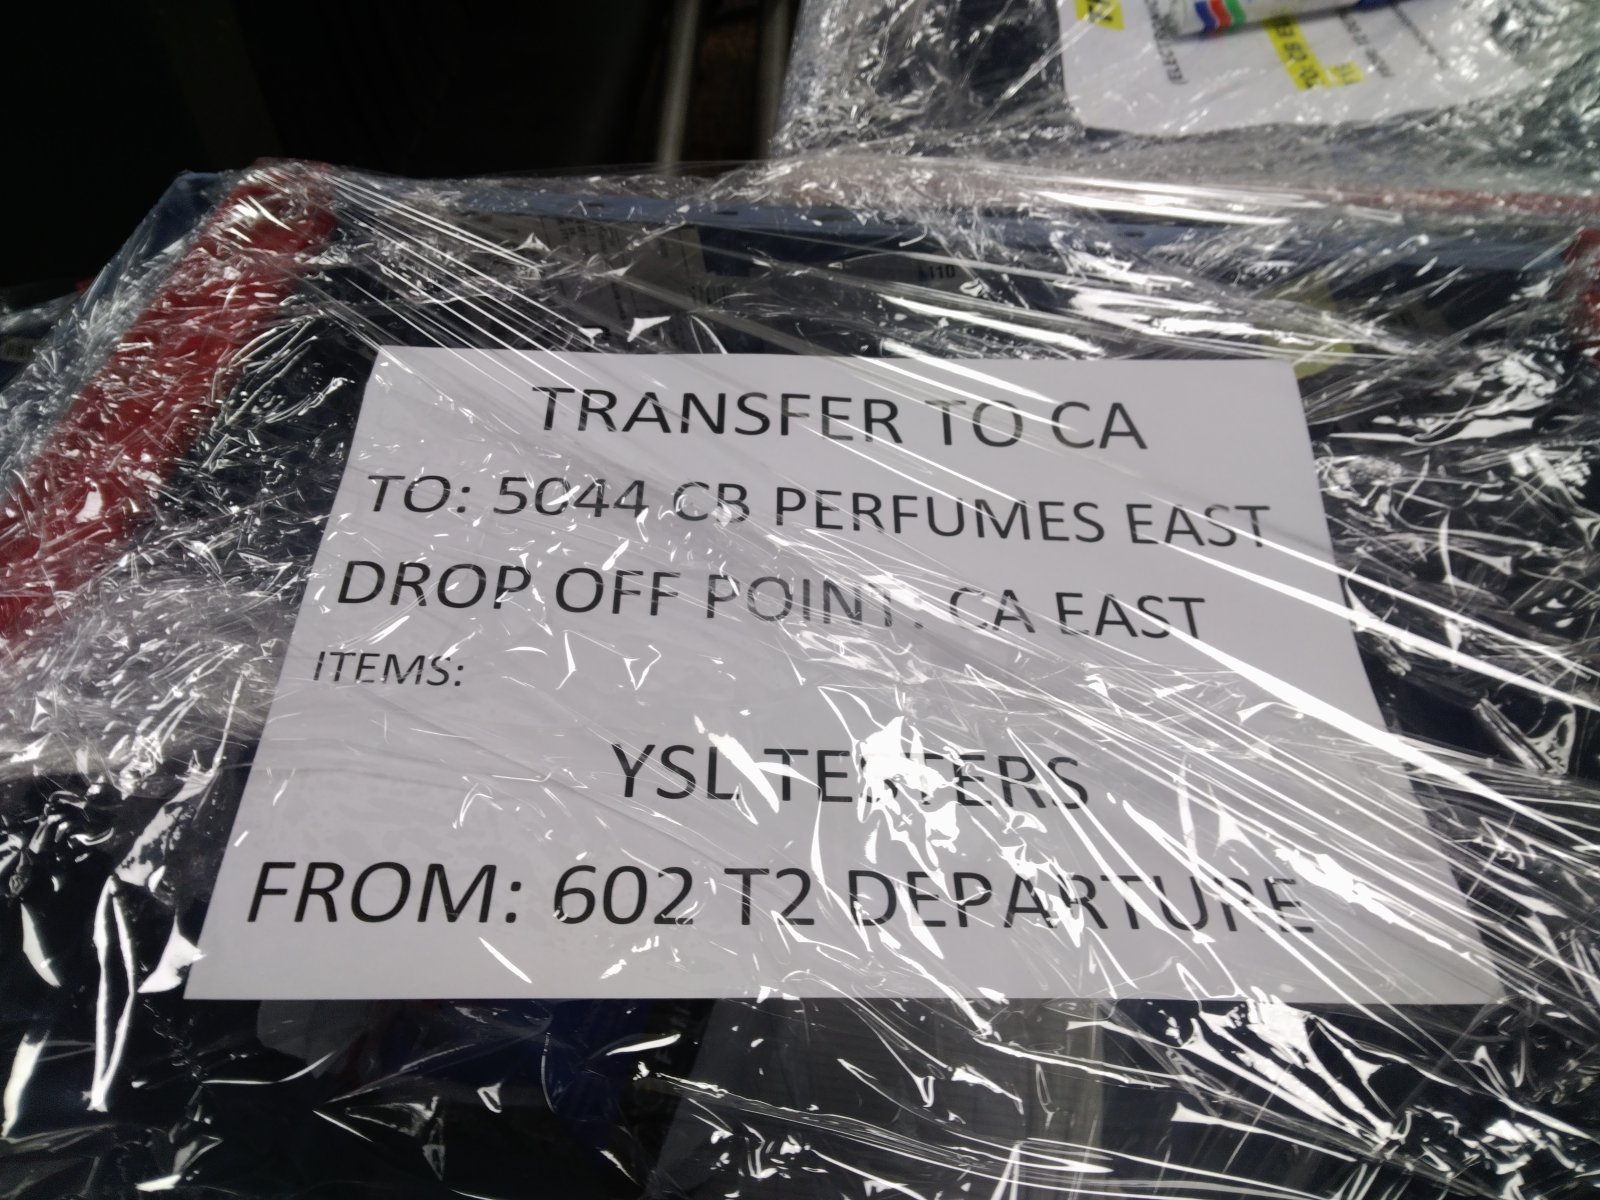 TRANSFER TO CA
TO: 5044 CB PERFUMES EAST
DROP OFF POINT: CA EAST
ITEMS:
YSL TESTERS
FROM: 602 T2 DEPARTURE
110